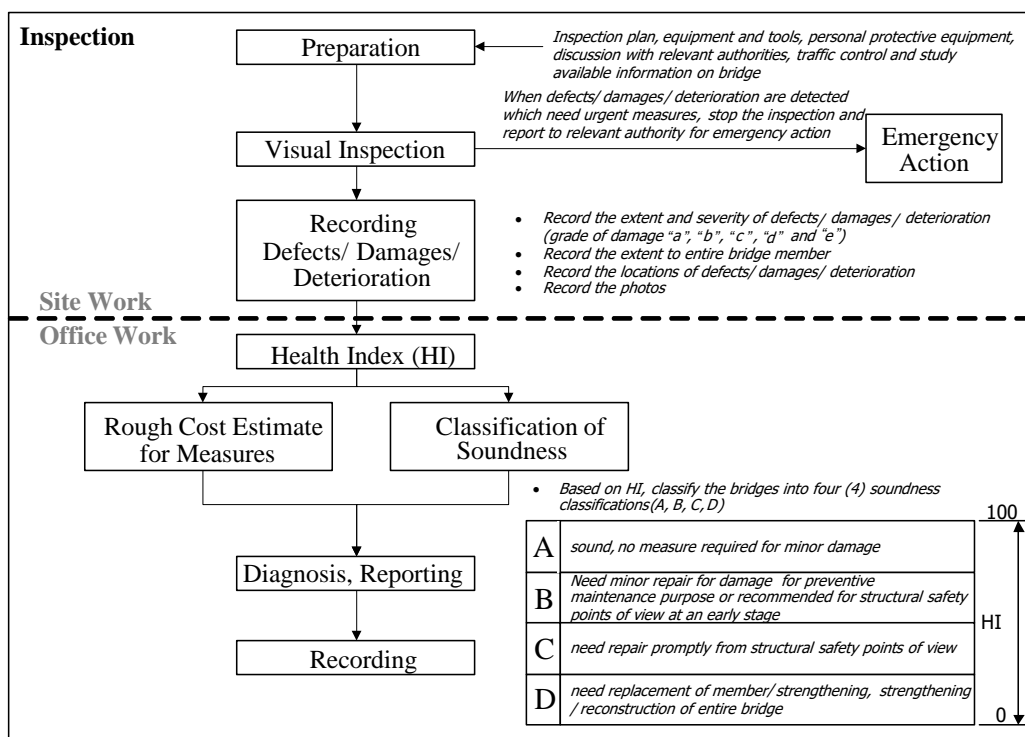 Inspection
Preparation
Inspection plan, equipment and tools, personal protective equipment,
discussion with relevant authorities, traffic control and study
available information on bridge
When defects/ damages/ deterioration are detected
which need urgent measures, stop the inspection and
report to relevant authority for emergency action
Visual Inspection
Emergency
Action
Recording
Defects/ Damages/
Deterioration
• Record the extent and severity of defects/ damages/ deterioration
(grade of damage "a", "b", "c", "d" and "e")
• Record the extent to entire bridge member
• Record the locations of defects/ damages/ deterioration
• Record the photos
Site Work
Office Work
Health Index (HI)
Rough Cost Estimate
for Measures
Classification of
Soundness
• Based on HI, classify the bridges into four (4) soundness
classifications(A, B, C, D)
Diagnosis, Reporting
Recording
100
A sound, no measure required for minor damage
B Need minor repair for damage for preventive
maintenance purpose or recommended for structural safety
points of view at an early stage
HI
C need repair promptly from structural safety points of view
D need replacement of member/ strengthening, strengthening
/ reconstruction of entire bridge
0